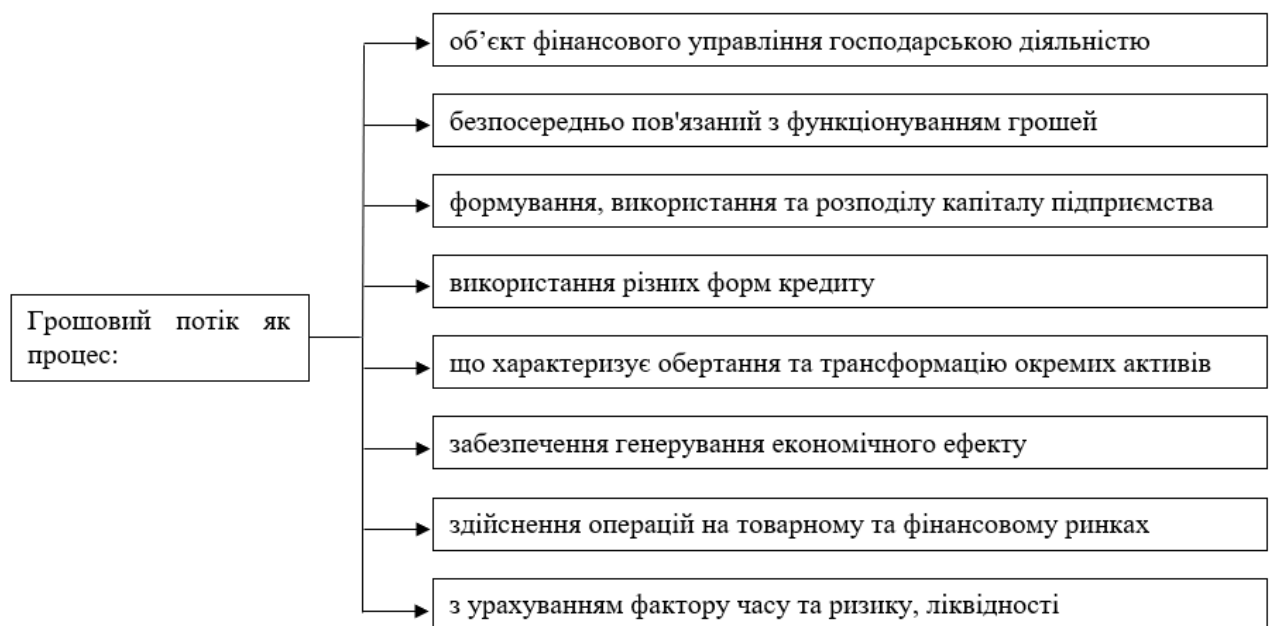 об’єкт фінансового управління господарською діяльністю
безпосередньо пов'язаний з функціонуванням грошей
формування, використання та розподілу капіталу підприємства
використання різних форм кредиту
Грошовий потік як
процес:
що характеризує обертання та трансформацію окремих активів
забезпечення генерування економічного ефекту
здійснення операцій на товарному та фінансовому ринках
з урахуванням фактору часу та ризику, ліквідності